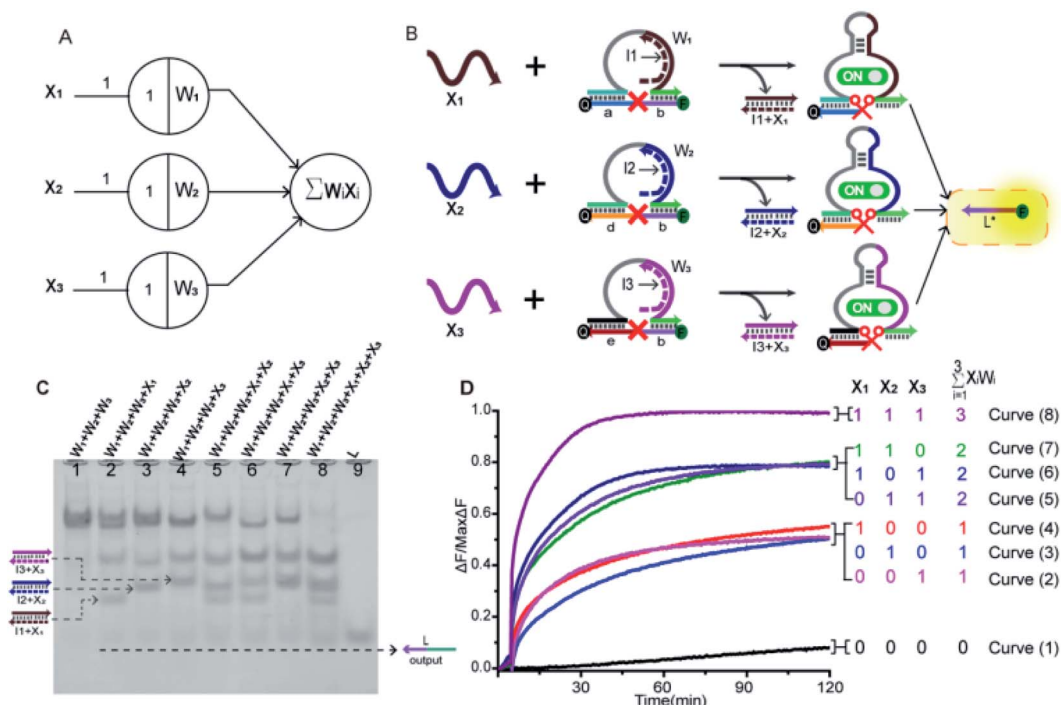 A
X₁ 1 1 W₁
X₂ 1 1 W₂
X₃ 1 1 W₃
∑WᵢXᵢ
B
X₁ + I1 W₁ Q a b F I1+X₁ ON Q
X₂ + I2 W₂ Q d b F I2+X₂ ON Q
X₃ + I3 W₃ Q e b F I3+X₃ ON Q
L* F
C
W₁+W₂+W₃
W₁+W₂+W₃+X₁
W₁+W₂+W₃+X₂
W₁+W₂+W₃+X₃
W₁+W₂+W₃+X₁+X₂
W₁+W₂+W₃+X₁+X₃
W₁+W₂+W₃+X₂+X₃
W₁+W₂+W₃+X₁+X₂+X₃
L
1 2 3 4 5 6 7 8 9
I3+X₃
I2+X₂
I1+X₁
L
output
D
X1 X2 X3 3∑i=1 XᵢWᵢ
1 1 1 3 Curve (8)
1 1 0 2 Curve (7)
1 0 1 2 Curve (6)
0 1 1 2 Curve (5)
1 0 0 1 Curve (4)
0 1 0 1 Curve (3)
0 0 1 1 Curve (2)
0 0 0 0 Curve (1)
ΔF/MaxΔF
1.0
0.8
0.6
0.4
0.2
0.0
30 60 90 120
Time(min)